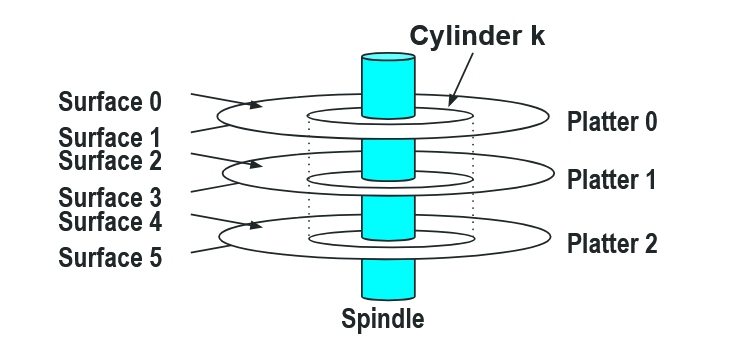 Cylinder k
Surface 0
Surface 1
Surface 2
Surface 3
Surface 4
Surface 5
Platter 0
Platter 1
Platter 2
Spindle